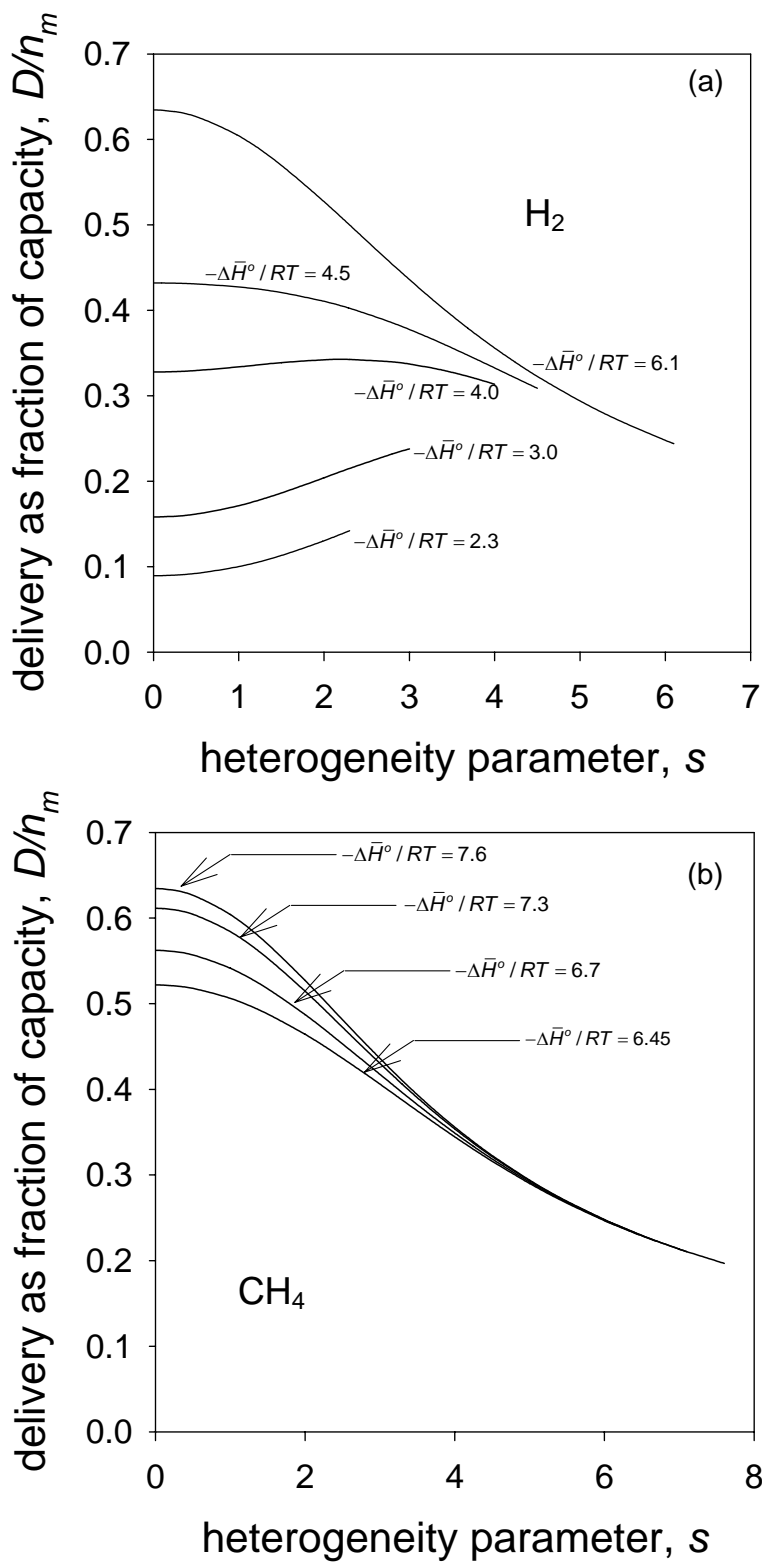 delivery as fraction of capacity, D/nₘ
0.7
0.6
0.5
0.4
0.3
0.2
0.1
0.0
(a)
H₂
−ΔH̅º / RT = 4.5
−ΔH̅º / RT = 6.1
−ΔH̅º / RT = 4.0
−ΔH̅º / RT = 3.0
−ΔH̅º / RT = 2.3
0 1 2 3 4 5 6 7
heterogeneity parameter, s
delivery as fraction of capacity, D/nₘ
0.7
0.6
0.5
0.4
0.3
0.2
0.1
0.0
−ΔH̅º / RT = 7.6
(b)
−ΔH̅º / RT = 7.3
−ΔH̅º / RT = 6.7
−ΔH̅º / RT = 6.45
CH₄
0 2 4 6 8
heterogeneity parameter, s